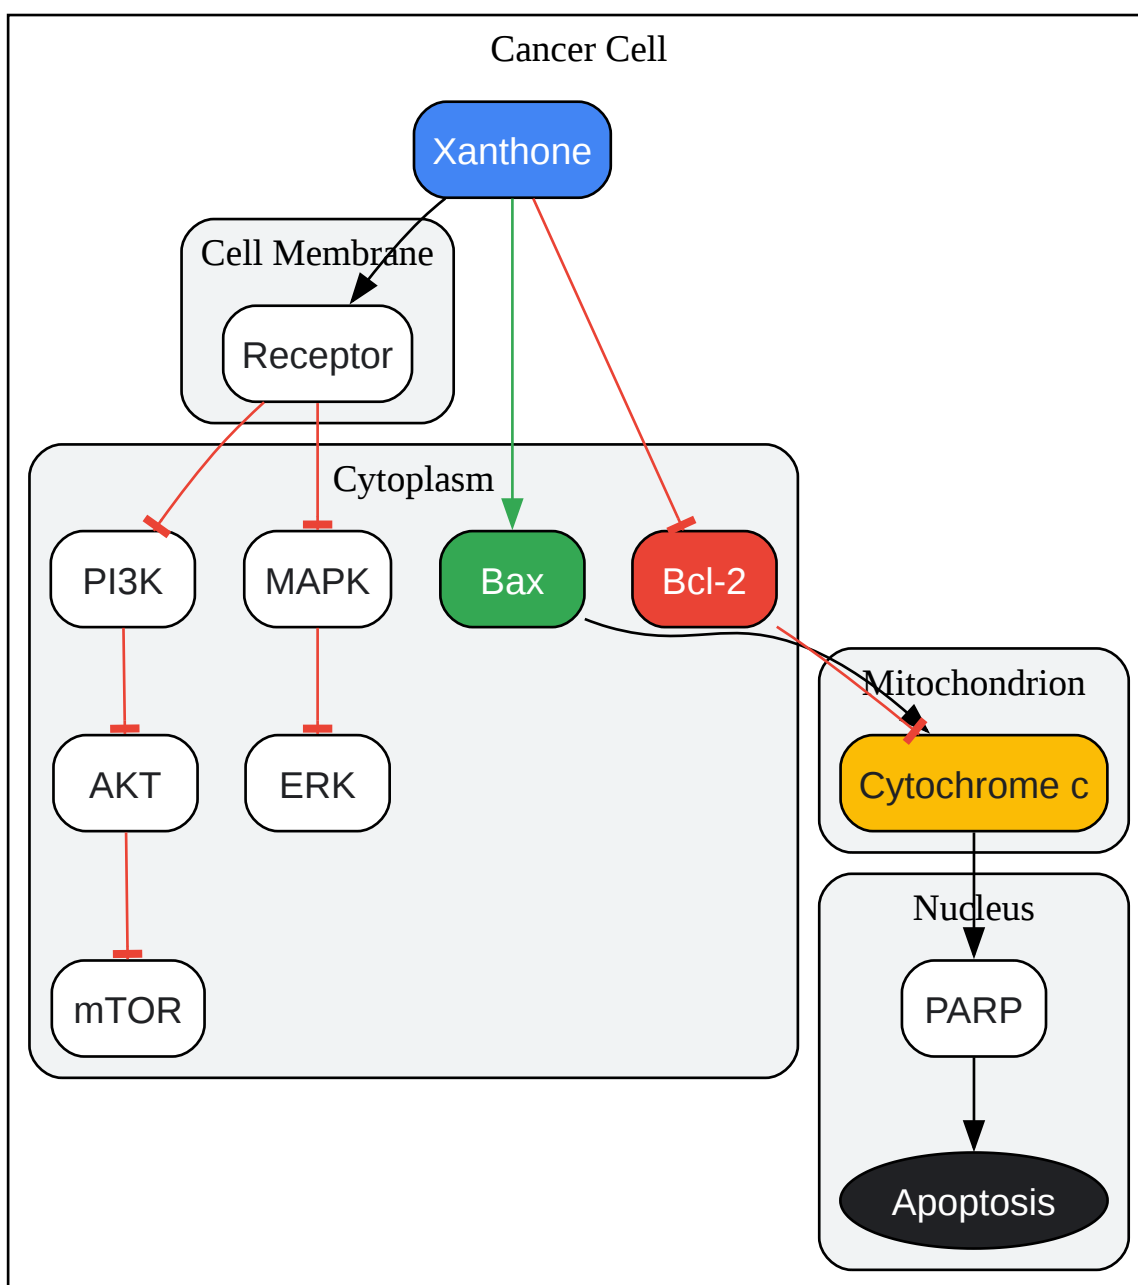 Cancer Cell
Xanthone
Cell Membrane
Receptor
Cytoplasm
PI3K
MAPK
Bax
Bcl-2
Mitochondrion
AKT
ERK
Cytochrome c
Nucleus
mTOR
PARP
Apoptosis